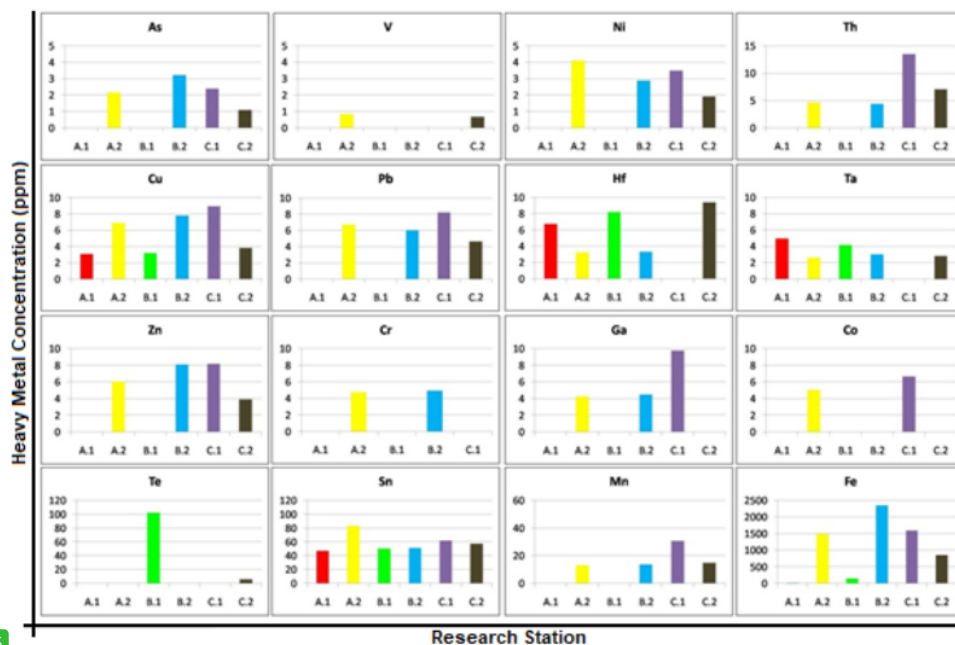 Heavy Metal Concentration (ppm)
As
5
4
3
2
1
0
A.1 A.2 B.1 B.2 C.1 C.2
V
5
4
3
2
1
0
A.1 A.2 B.1 B.2 C.1 C.2
Ni
5
4
3
2
1
0
A.1 A.2 B.1 B.2 C.1 C.2
Th
15
10
5
0
A.1 A.2 B.1 B.2 C.1 C.2
Cu
10
8
6
4
2
0
A.1 A.2 B.1 B.2 C.1 C.2
Pb
10
8
6
4
2
0
A.1 A.2 B.1 B.2 C.1 C.2
Hf
10
8
6
4
2
0
A.1 A.2 B.1 B.2 C.1 C.2
Ta
10
8
6
4
2
0
A.1 A.2 B.1 B.2 C.1 C.2
Zn
10
8
6
4
2
0
A.1 A.2 B.1 B.2 C.1 C.2
Cr
10
8
6
4
2
0
A.1 A.2 B.1 B.2 C.1
Ga
10
8
6
4
2
0
A.1 A.2 B.1 B.2 C.1 C.2
Co
10
8
6
4
2
0
A.1 A.2 B.1 B.2 C.1 C.2
Te
120
100
80
60
40
20
0
A.1 A.2 B.1 B.2 C.1 C.2
Sn
120
100
80
60
40
20
0
A.1 A.2 B.1 B.2 C.1 C.2
Mn
60
40
20
0
A.1 A.2 B.1 B.2 C.1 C.2
Fe
2500
2000
1500
1000
500
0
A.1 A.2 B.1 B.2 C.1 C.2
Research Station